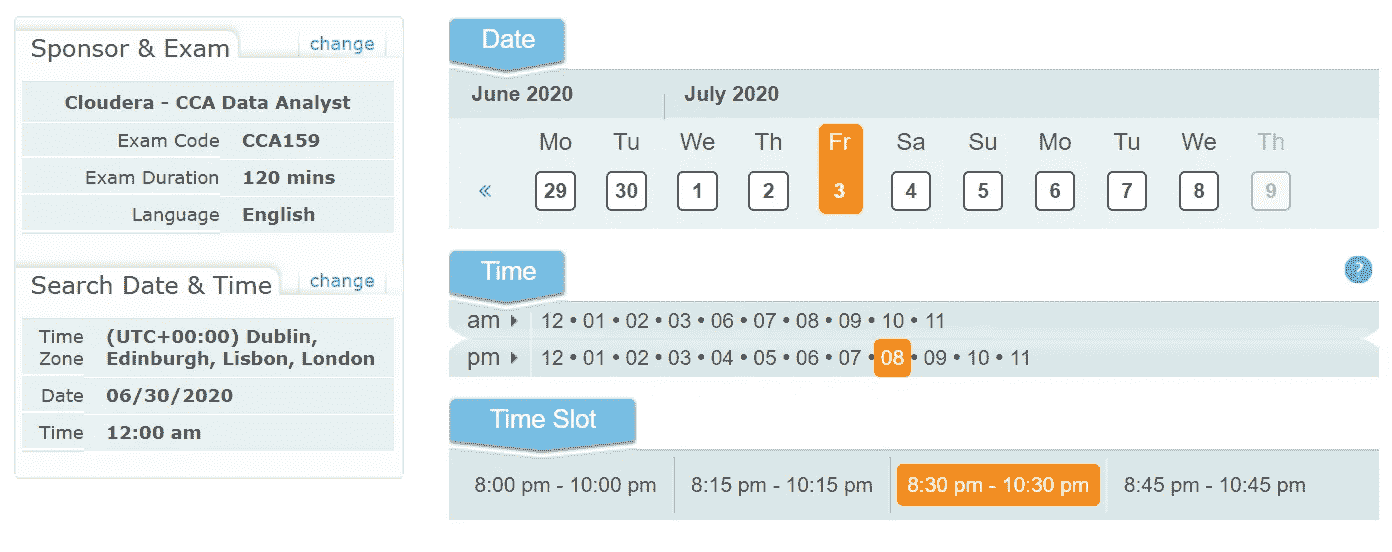 Sponsor & Exam change
Cloudera - CCA Data Analyst
Exam Code CCA159
Exam Duration 120 mins
Language English
Search Date & Time change
Time Zone (UTC+00:00) Dublin, Edinburgh, Lisbon, London
Date 06/30/2020
Time 12:00 am
Date
June 2020 July 2020
Mo Tu We Th Fr Sa Su Mo Tu We Th
« 29 30 1 2 3 4 5 6 7 8 9
Time ?
am 12 • 01 • 02 • 03 • 06 • 07 • 08 • 09 • 10 • 11
pm 12 • 01 • 02 • 03 • 04 • 05 • 06 • 07 • 08 • 09 • 10 • 11
Time Slot
8:00 pm - 10:00 pm 8:15 pm - 10:15 pm 8:30 pm - 10:30 pm 8:45 pm - 10:45 pm